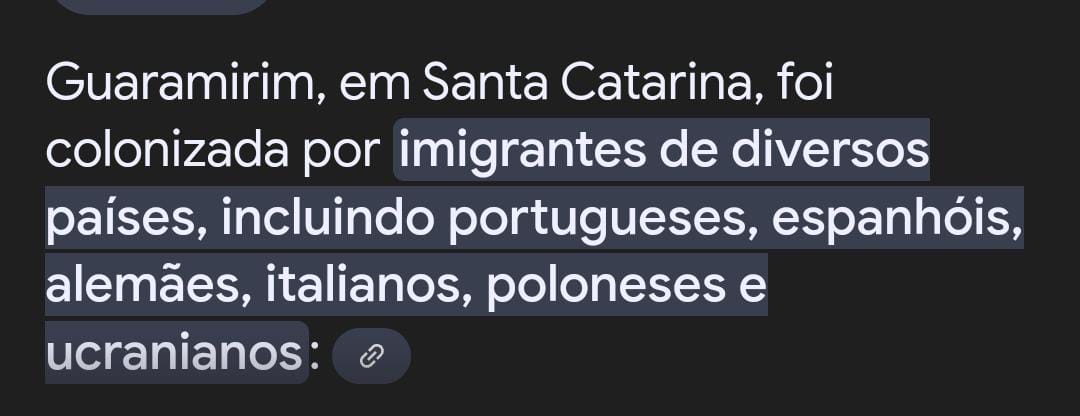 Guaramirim, em Santa Catarina, foi
colonizada por imigrantes de diversos
países, incluindo portugueses, espanhóis,
alemães, italianos, poloneses e
ucranianos: